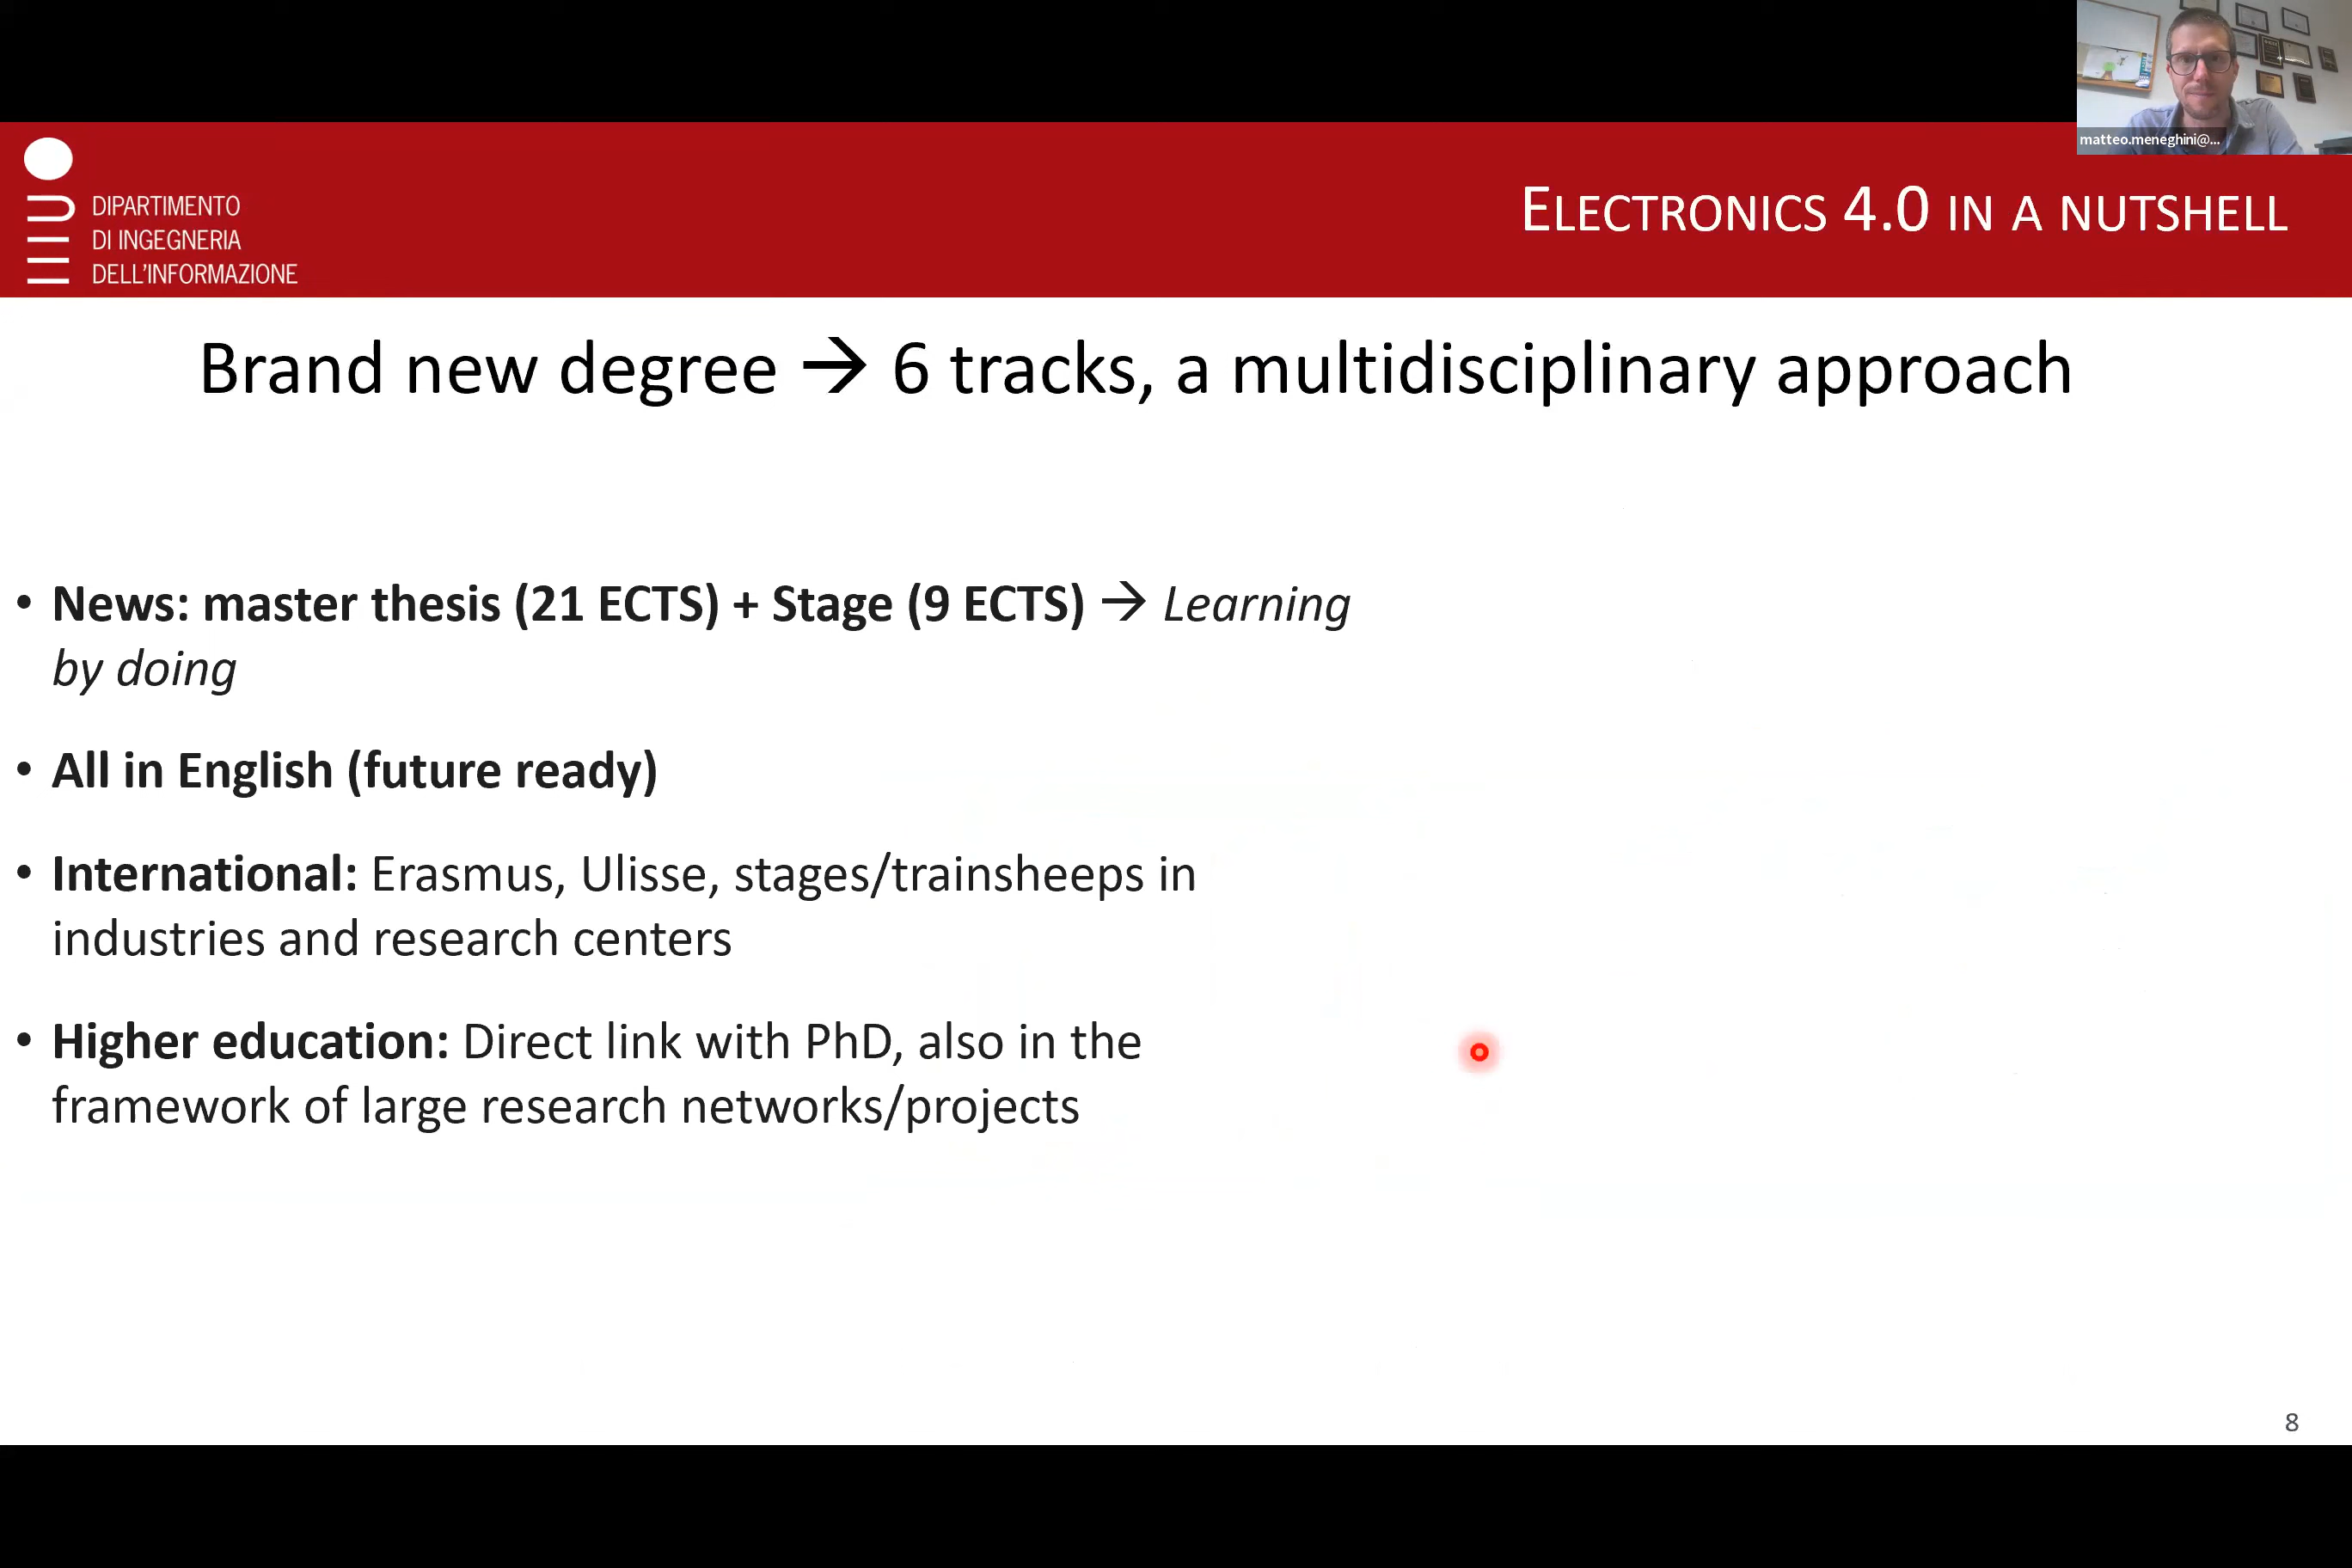 matteo.meneghini@...
DIPARTIMENTO
DI INGEGNERIA
DELL'INFORMAZIONE
ELECTRONICS 4.0 IN A NUTSHELL
Brand new degree → 6 tracks, a multidisciplinary approach
• News: master thesis (21 ECTS) + Stage (9 ECTS) → Learning
by doing
• All in English (future ready)
• International: Erasmus, Ulisse, stages/trainsheeps in
industries and research centers
• Higher education: Direct link with PhD, also in the
framework of large research networks/projects
8